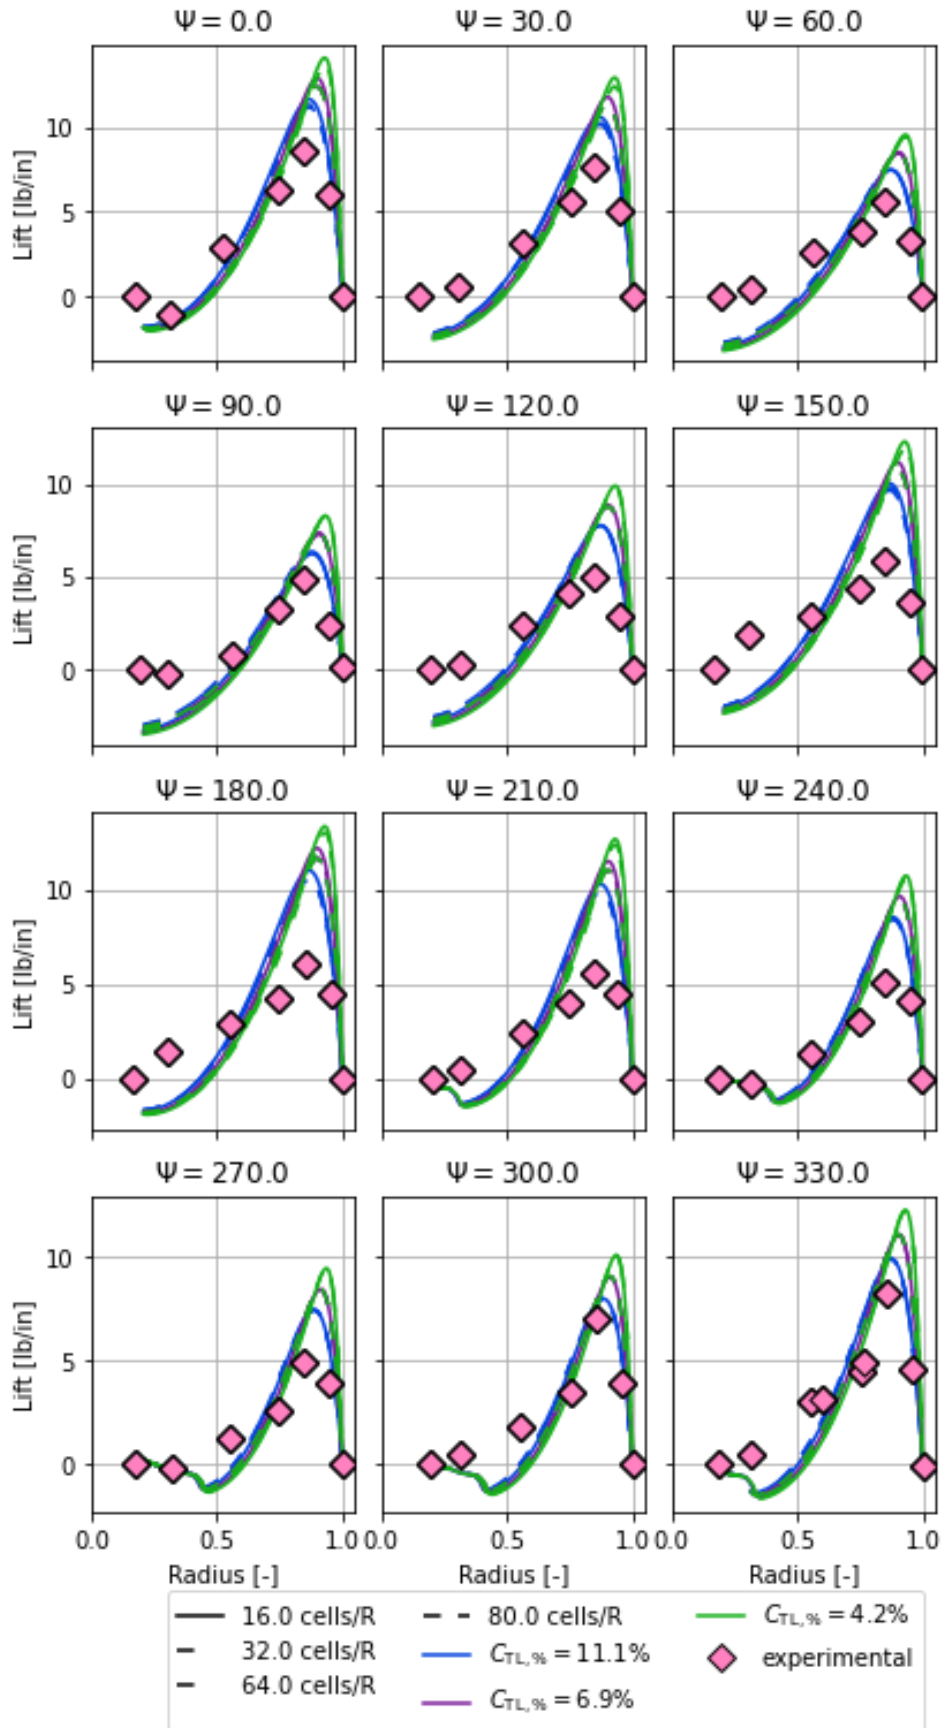 Ψ = 0.0 Ψ = 30.0 Ψ = 60.0
10
5
0
Lift [lb/in]
Ψ = 90.0 Ψ = 120.0 Ψ = 150.0
10
5
0
Lift [lb/in]
Ψ = 180.0 Ψ = 210.0 Ψ = 240.0
10
5
0
Lift [lb/in]
Ψ = 270.0 Ψ = 300.0 Ψ = 330.0
10
5
0
Lift [lb/in]
0.0 0.5 1.0 0.0 0.5 1.0 0.0 0.5 1.0
Radius [-] Radius [-] Radius [-]
16.0 cells/R 80.0 cells/R C_TL,% = 4.2%
32.0 cells/R C_TL,% = 11.1% experimental
64.0 cells/R C_TL,% = 6.9%